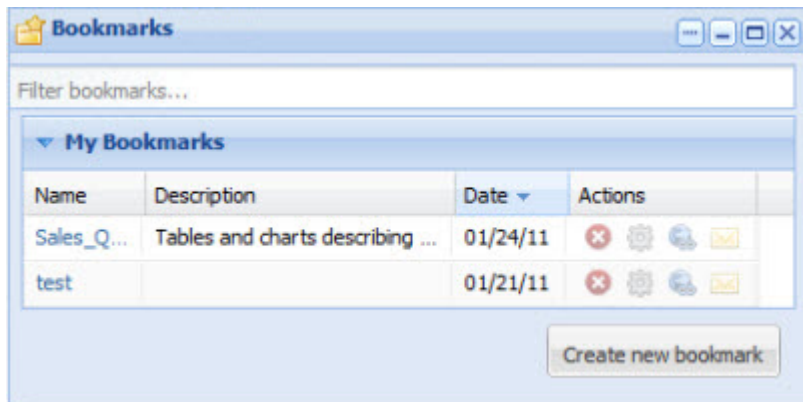 Bookmarks
Filter bookmarks...
My Bookmarks
Name Description Date Actions
Sales_Q... Tables and charts describing ... 01/24/11
test 01/21/11
Create new bookmark